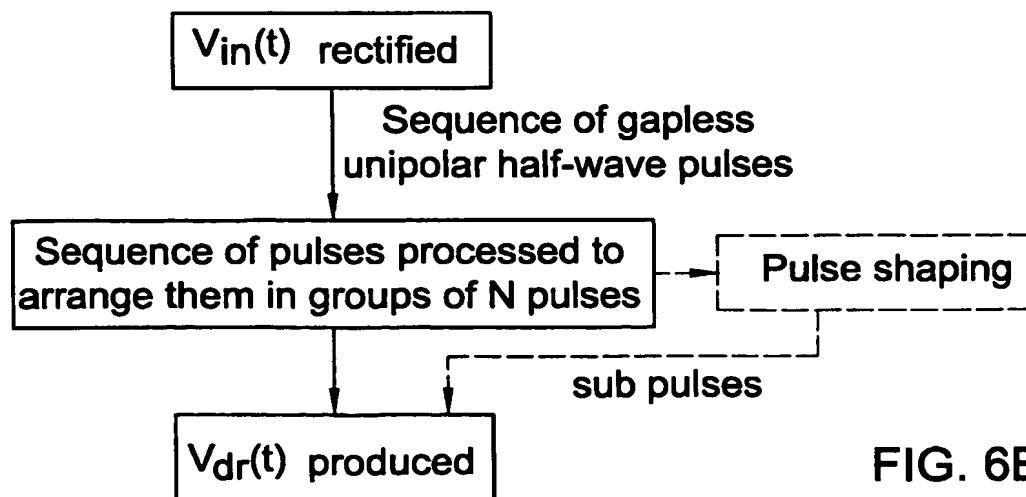 Vin(t) rectified
Sequence of gapless
unipolar half-wave pulses
Sequence of pulses processed to
arrange them in groups of N pulses
Pulse shaping
sub pulses
Vdr(t) produced
FIG. 6B